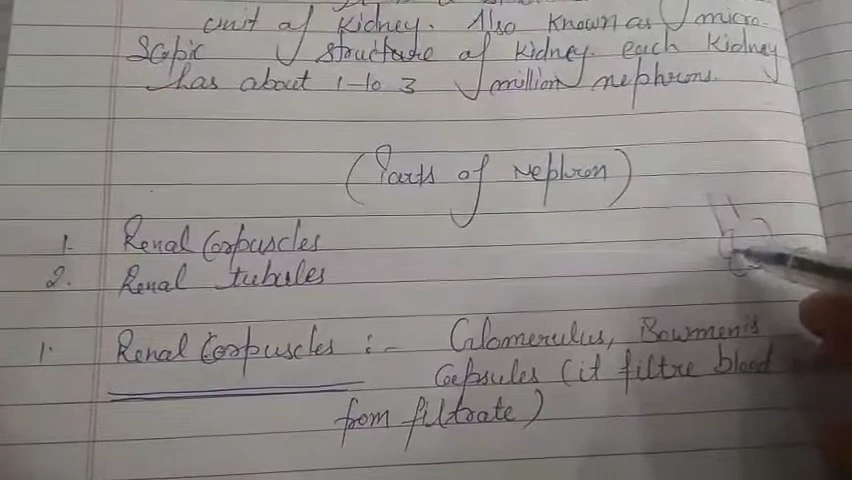 unit of kidney. Also known as micro-
Scopic structure of kidney. each kidney
has about 1-to 3 million nephrons.
(Parts of Nephron)
1. Renal Corpuscles
2. Renal tubules
1. Renal Corpuscles :- Glomerulus, Bowmenis
Capsules (it filtre blood
from filtrate)